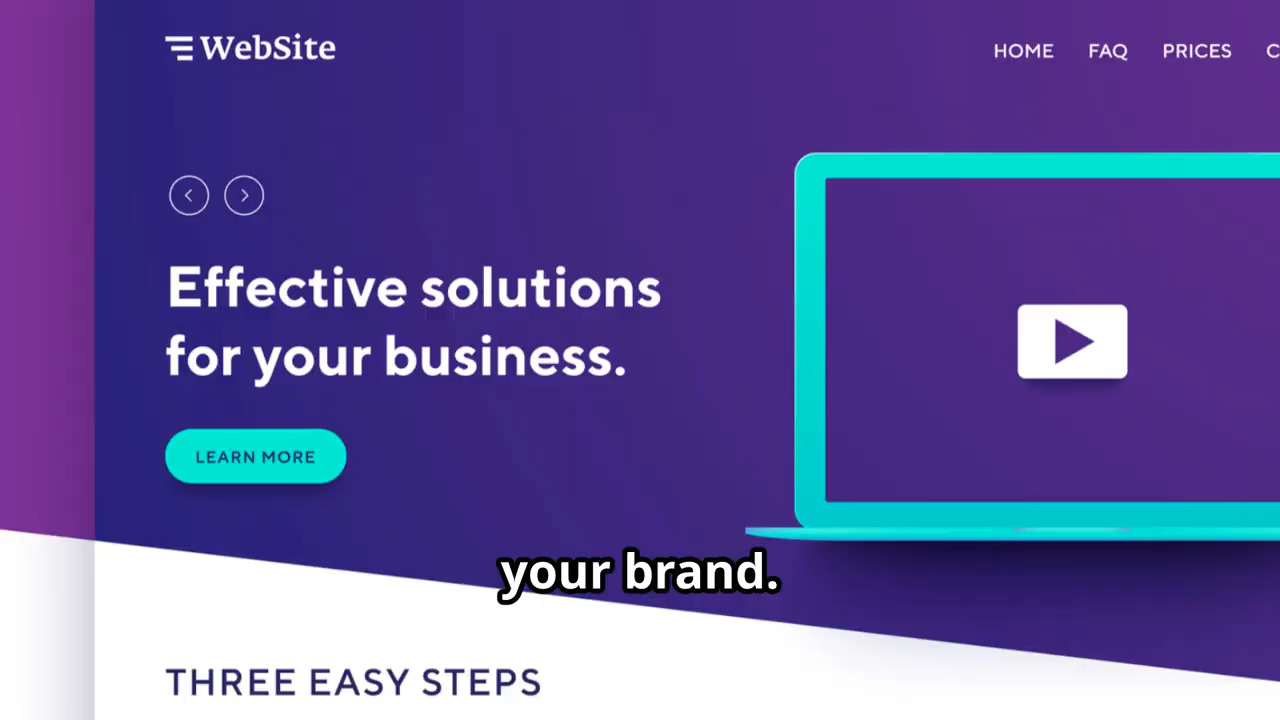 WebSite
HOME FAQ PRICES
Effective solutions
for your business.
LEARN MORE
your brand.
THREE EASY STEPS